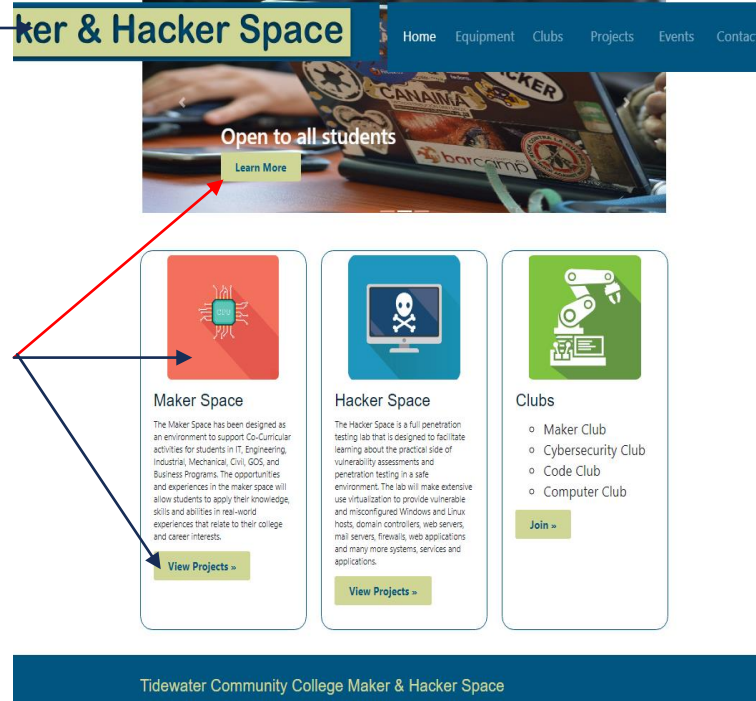 ker & Hacker Space
Home Equipment Clubs Projects Events Contact
CKER
CANAIMA
barcamp
Open to all students
Learn More
CPU
Maker Space
The Maker Space has been designed as
an environment to support Co-Curricular
activities for students in IT, Engineering,
Industrial, Mechanical, Civil, GOS, and
Business Programs. The opportunities
and experiences in the maker space will
allow students to apply their knowledge,
skills and abilities in real-world
experiences that relate to their college
and career interests.
View Projects »
Hacker Space
The Hacker Space is a full penetration
testing lab that is designed to facilitate
learning about the practical side of
vulnerability assessments and
penetration testing in a safe
environment. The lab will make extensive
use virtualization to provide vulnerable
and misconfigured Windows and Linux
hosts, domain controllers, web servers,
mail servers, firewalls, web applications
and many more systems, services and
applications.
View Projects »
Clubs
Maker Club
Cybersecurity Club
Code Club
Computer Club
Join »
Tidewater Community College Maker & Hacker Space